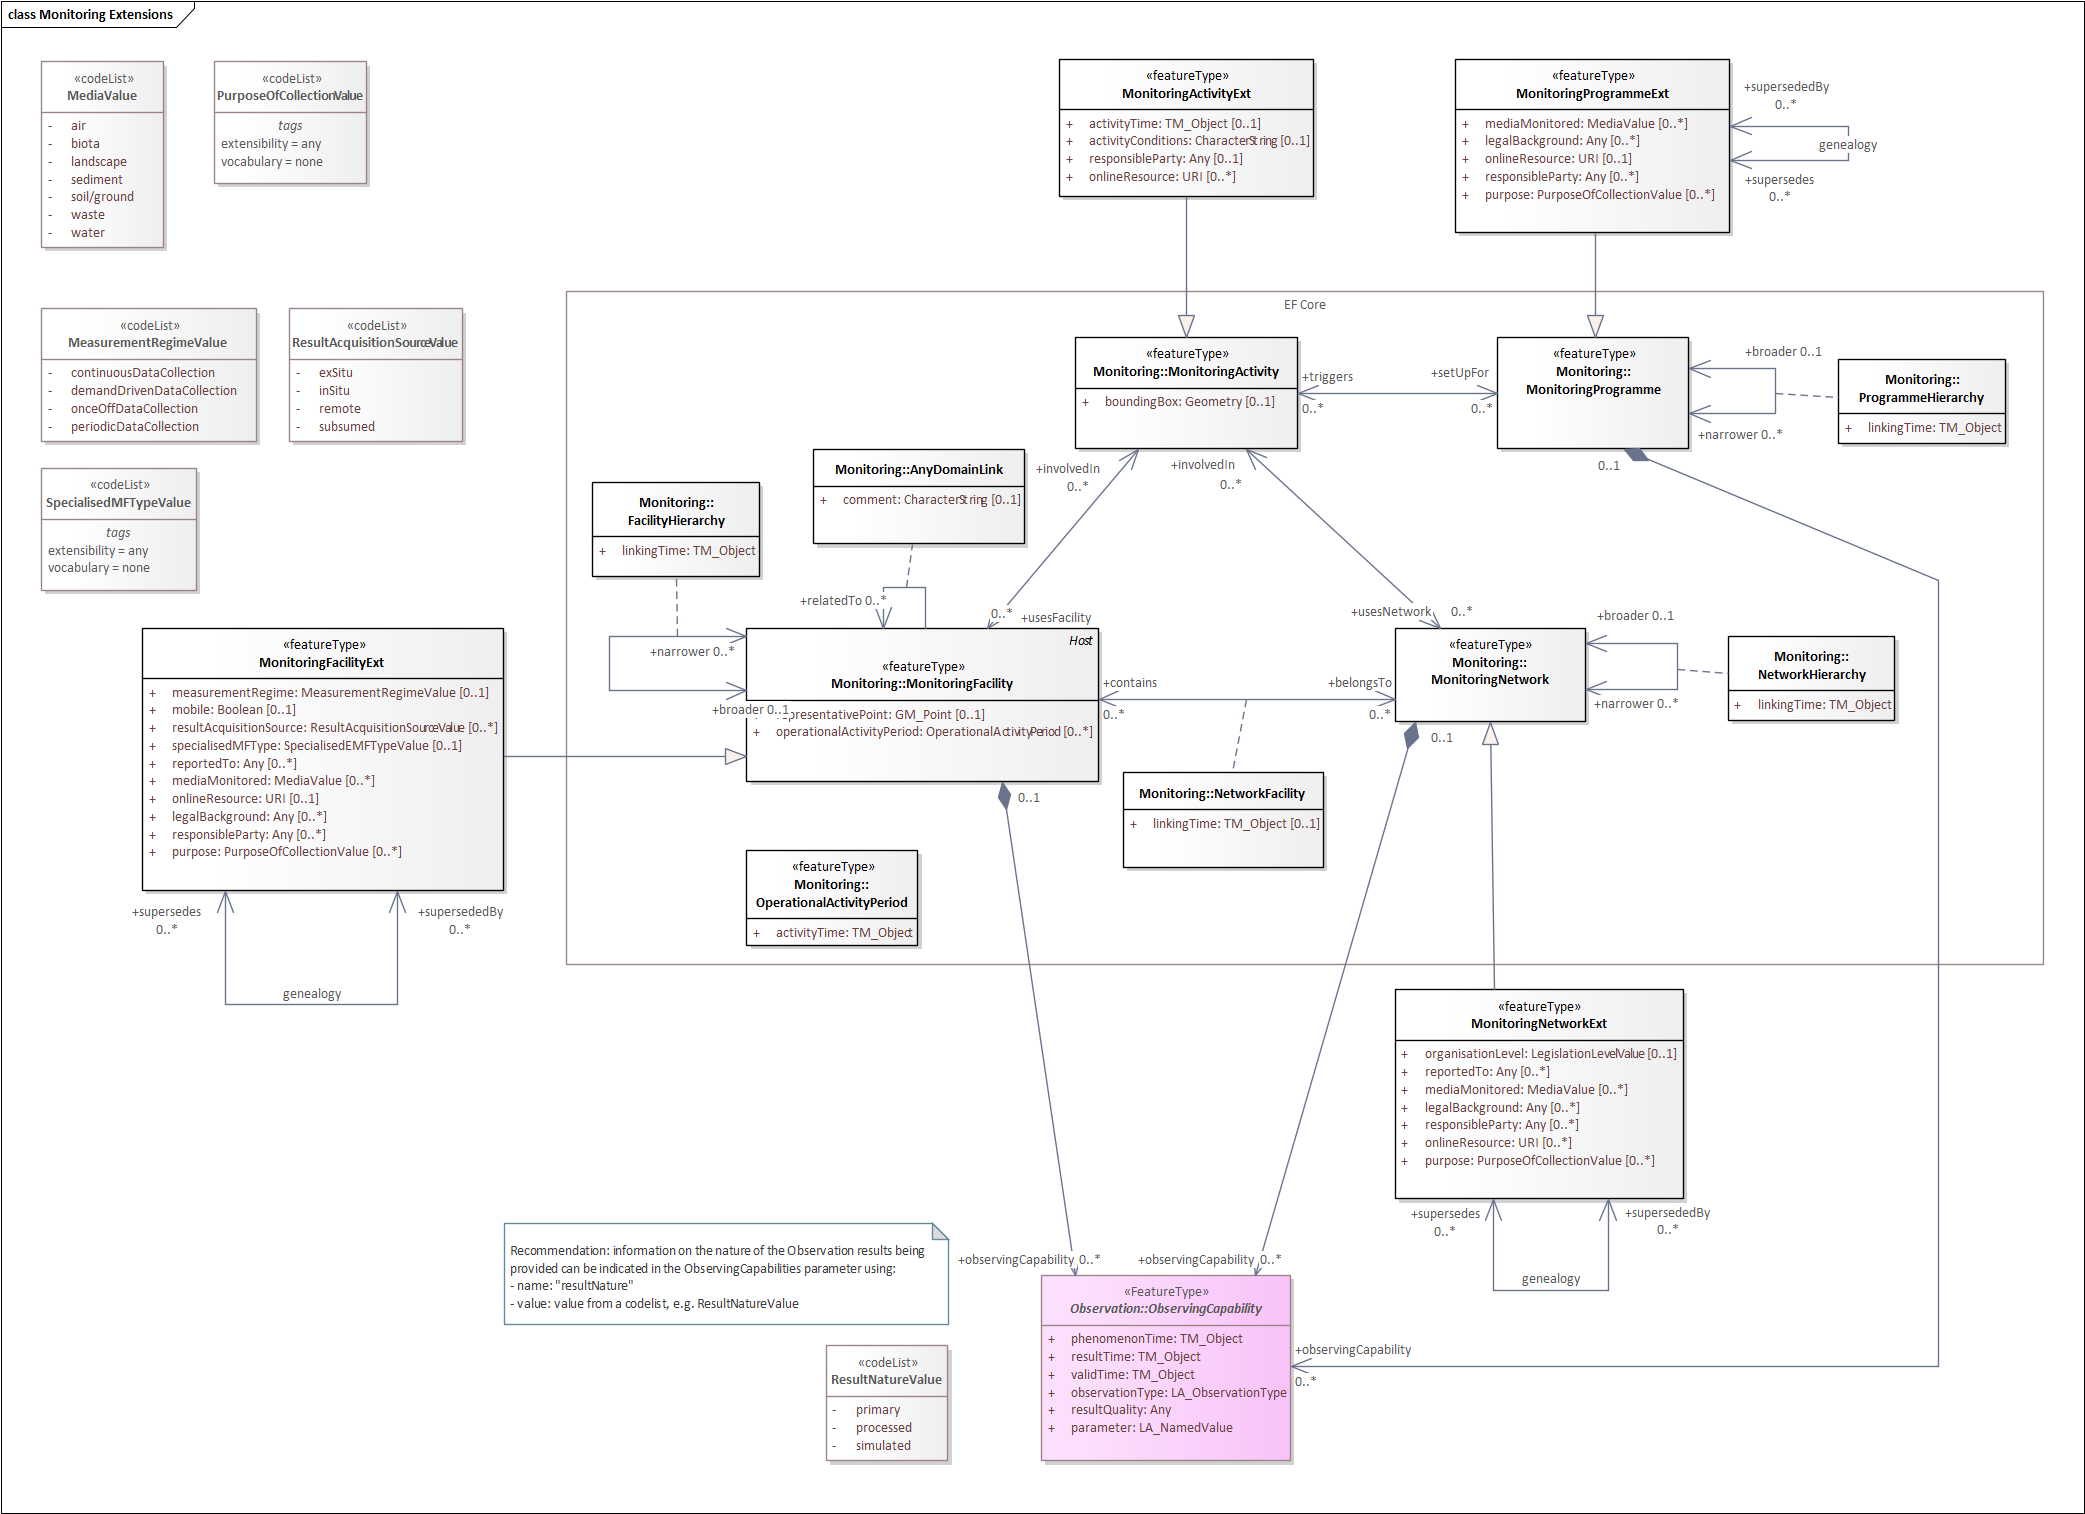 class Monitoring Extensions
«codeList»
MediaValue
- air
- biota
- landscape
- sediment
- soil/ground
- waste
- water
«codeList»
PurposeOfCollectionValue
tags
extensibility = any
vocabulary = none
«featureType»
MonitoringActivityExt
+ activityTime: TM_Object [0..1]
+ activityConditions: CharacterString [0..1]
+ responsibleParty: Any [0..1]
+ onlineResource: URI [0..*]
«featureType»
MonitoringProgrammeExt
+ mediaMonitored: MediaValue [0..*]
+ legalBackground: Any [0..*]
+ onlineResource: URI [0..1]
+ responsibleParty: Any [0..*]
+ purpose: PurposeOfCollectionValue [0..*]
+supersededBy
0..*
genealogy
+supersedes
0..*
«codeList»
MeasurementRegimeValue
- continuousDataCollection
- demandDrivenDataCollection
- onceOffDataCollection
- periodicDataCollection
«codeList»
ResultAcquisitionSourceValue
- exSitu
- inSitu
- remote
- subsumed
«codeList»
SpecialisedMFTypeValue
tags
extensibility = any
vocabulary = none
EF Core
«featureType»
Monitoring::MonitoringActivity
+ boundingBox: Geometry [0..1]
+triggers
0..*
+setUpFor
0..*
«featureType»
Monitoring::
MonitoringProgramme
+broader 0..1
+narrower 0..*
0..1
Monitoring::
ProgrammeHierarchy
+ linkingTime: TM_Object
Monitoring::AnyDomainLink
+ comment: CharacterString [0..1]
Monitoring::
FacilityHierarchy
+ linkingTime: TM_Object
+involvedIn
0..*
+involvedIn
0..*
+relatedTo 0..*
0..*
+usesFacility
+usesNetwork
0..*
+narrower 0..*
+broader 0..1
Host
«featureType»
Monitoring::MonitoringFacility
presentativePoint: GM_Point [0..1]
+ operationalActivityPeriod: OperationalActivityPeriod [0..*]
0..1
+contains
0..*
+belongsTo
0..*
«featureType»
Monitoring::
MonitoringNetwork
0..1
+broader 0..1
+narrower 0..*
Monitoring::
NetworkHierarchy
+ linkingTime: TM_Object
Monitoring::NetworkFacility
+ linkingTime: TM_Object [0..1]
«featureType»
Monitoring::
OperationalActivityPeriod
+ activityTime: TM_Object
«featureType»
MonitoringFacilityExt
+ measurementRegime: MeasurementRegimeValue [0..1]
+ mobile: Boolean [0..1]
+ resultAcquisitionSource: ResultAcquisitionSourceValue [0..*]
+ specialisedMFType: SpecialisedEMFTypeValue [0..1]
+ reportedTo: Any [0..*]
+ mediaMonitored: MediaValue [0..*]
+ onlineResource: URI [0..1]
+ legalBackground: Any [0..*]
+ responsibleParty: Any [0..*]
+ purpose: PurposeOfCollectionValue [0..*]
+supersedes
0..*
+supersededBy
0..*
genealogy
«featureType»
MonitoringNetworkExt
+ organisationLevel: LegislationLevelValue [0..1]
+ reportedTo: Any [0..*]
+ mediaMonitored: MediaValue [0..*]
+ legalBackground: Any [0..*]
+ responsibleParty: Any [0..*]
+ onlineResource: URI [0..*]
+ purpose: PurposeOfCollectionValue [0..*]
+supersedes
0..*
+supersededBy
0..*
genealogy
Recommendation: information on the nature of the Observation results being
provided can be indicated in the ObservingCapabilities parameter using:
- name: "resultNature"
- value: value from a codelist, e.g. ResultNatureValue
+observingCapability 0..*
+observingCapability 0..*
«FeatureType»
Observation::ObservingCapability
+ phenomenonTime: TM_Object
+ resultTime: TM_Object
+ validTime: TM_Object
+ observationType: LA_ObservationType
+ resultQuality: Any
+ parameter: LA_NamedValue
+observingCapability
0..*
«codeList»
ResultNatureValue
- primary
- processed
- simulated